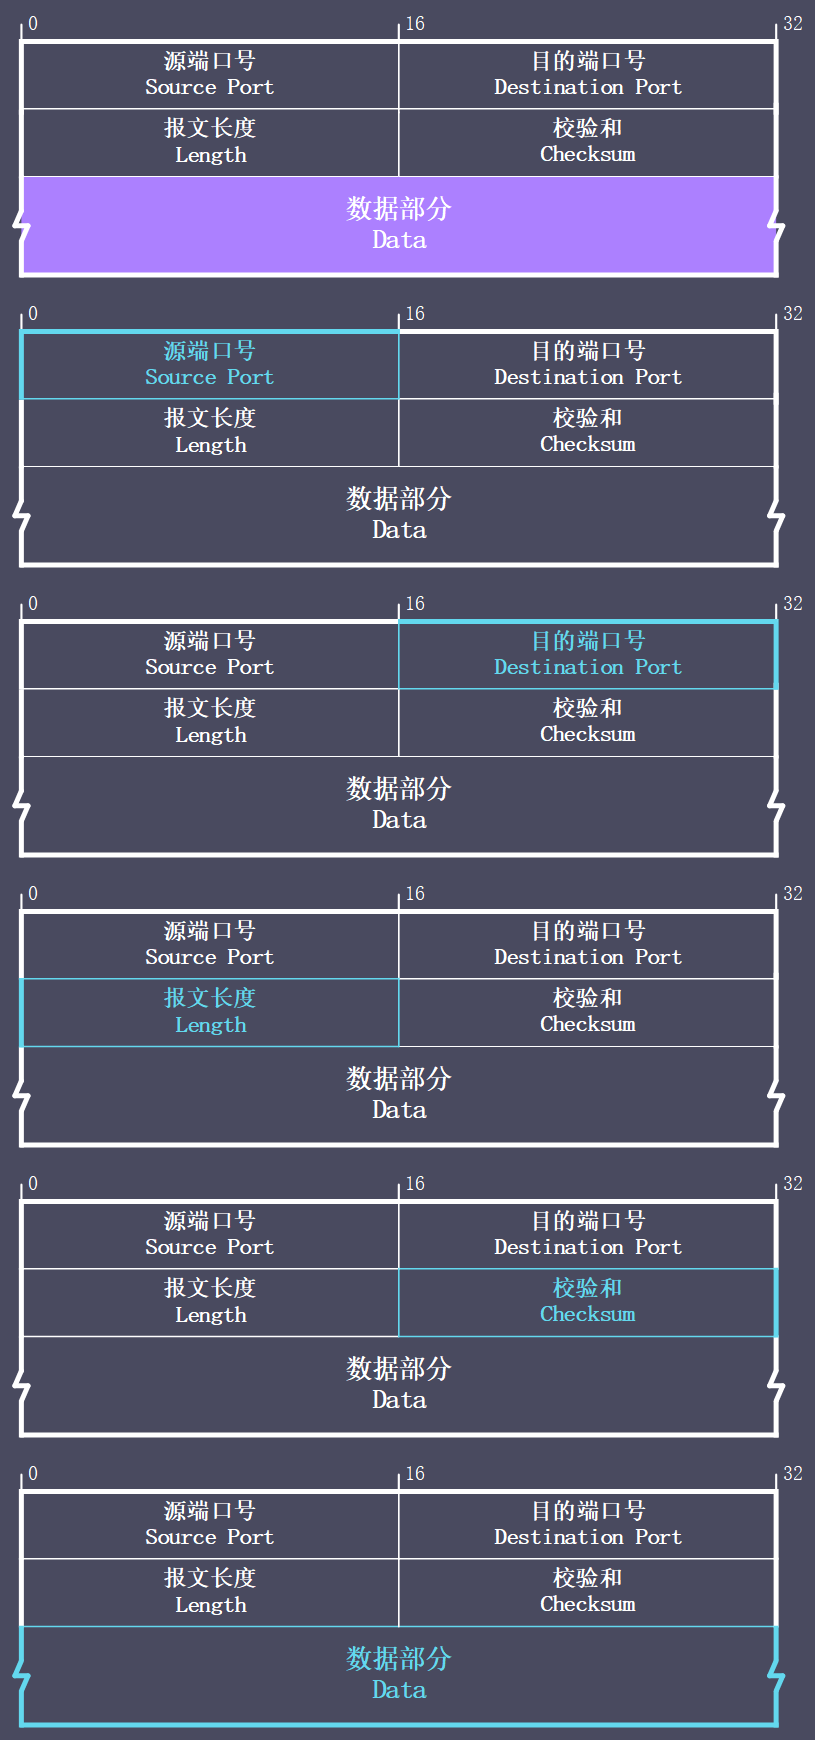 0 16 32
源端口号 目的端口号
Source Port Destination Port
报文长度 校验和
Length Checksum
数据部分
Data
0 16 32
源端口号 目的端口号
Source Port Destination Port
报文长度 校验和
Length Checksum
数据部分
Data
0 16 32
源端口号 目的端口号
Source Port Destination Port
报文长度 校验和
Length Checksum
数据部分
Data
0 16 32
源端口号 目的端口号
Source Port Destination Port
报文长度 校验和
Length Checksum
数据部分
Data
0 16 32
源端口号 目的端口号
Source Port Destination Port
报文长度 校验和
Length Checksum
数据部分
Data
0 16 32
源端口号 目的端口号
Source Port Destination Port
报文长度 校验和
Length Checksum
数据部分
Data